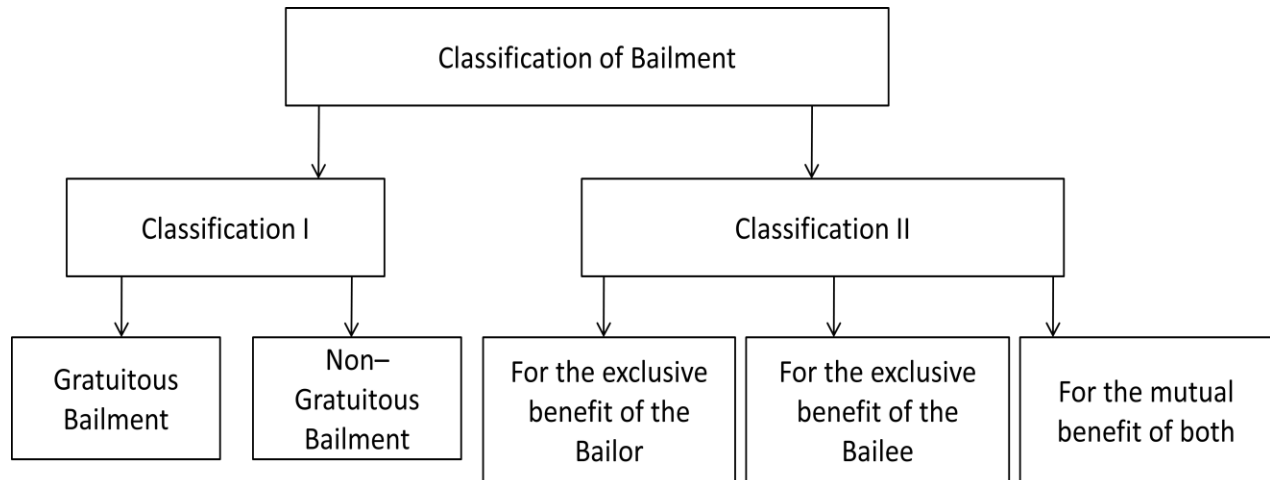 Classification of Bailment
Classification I
Classification II
Gratuitous
Bailment
Non–
Gratuitous
Bailment
For the exclusive
benefit of the
Bailor
For the exclusive
benefit of the
Bailee
For the mutual
benefit of both